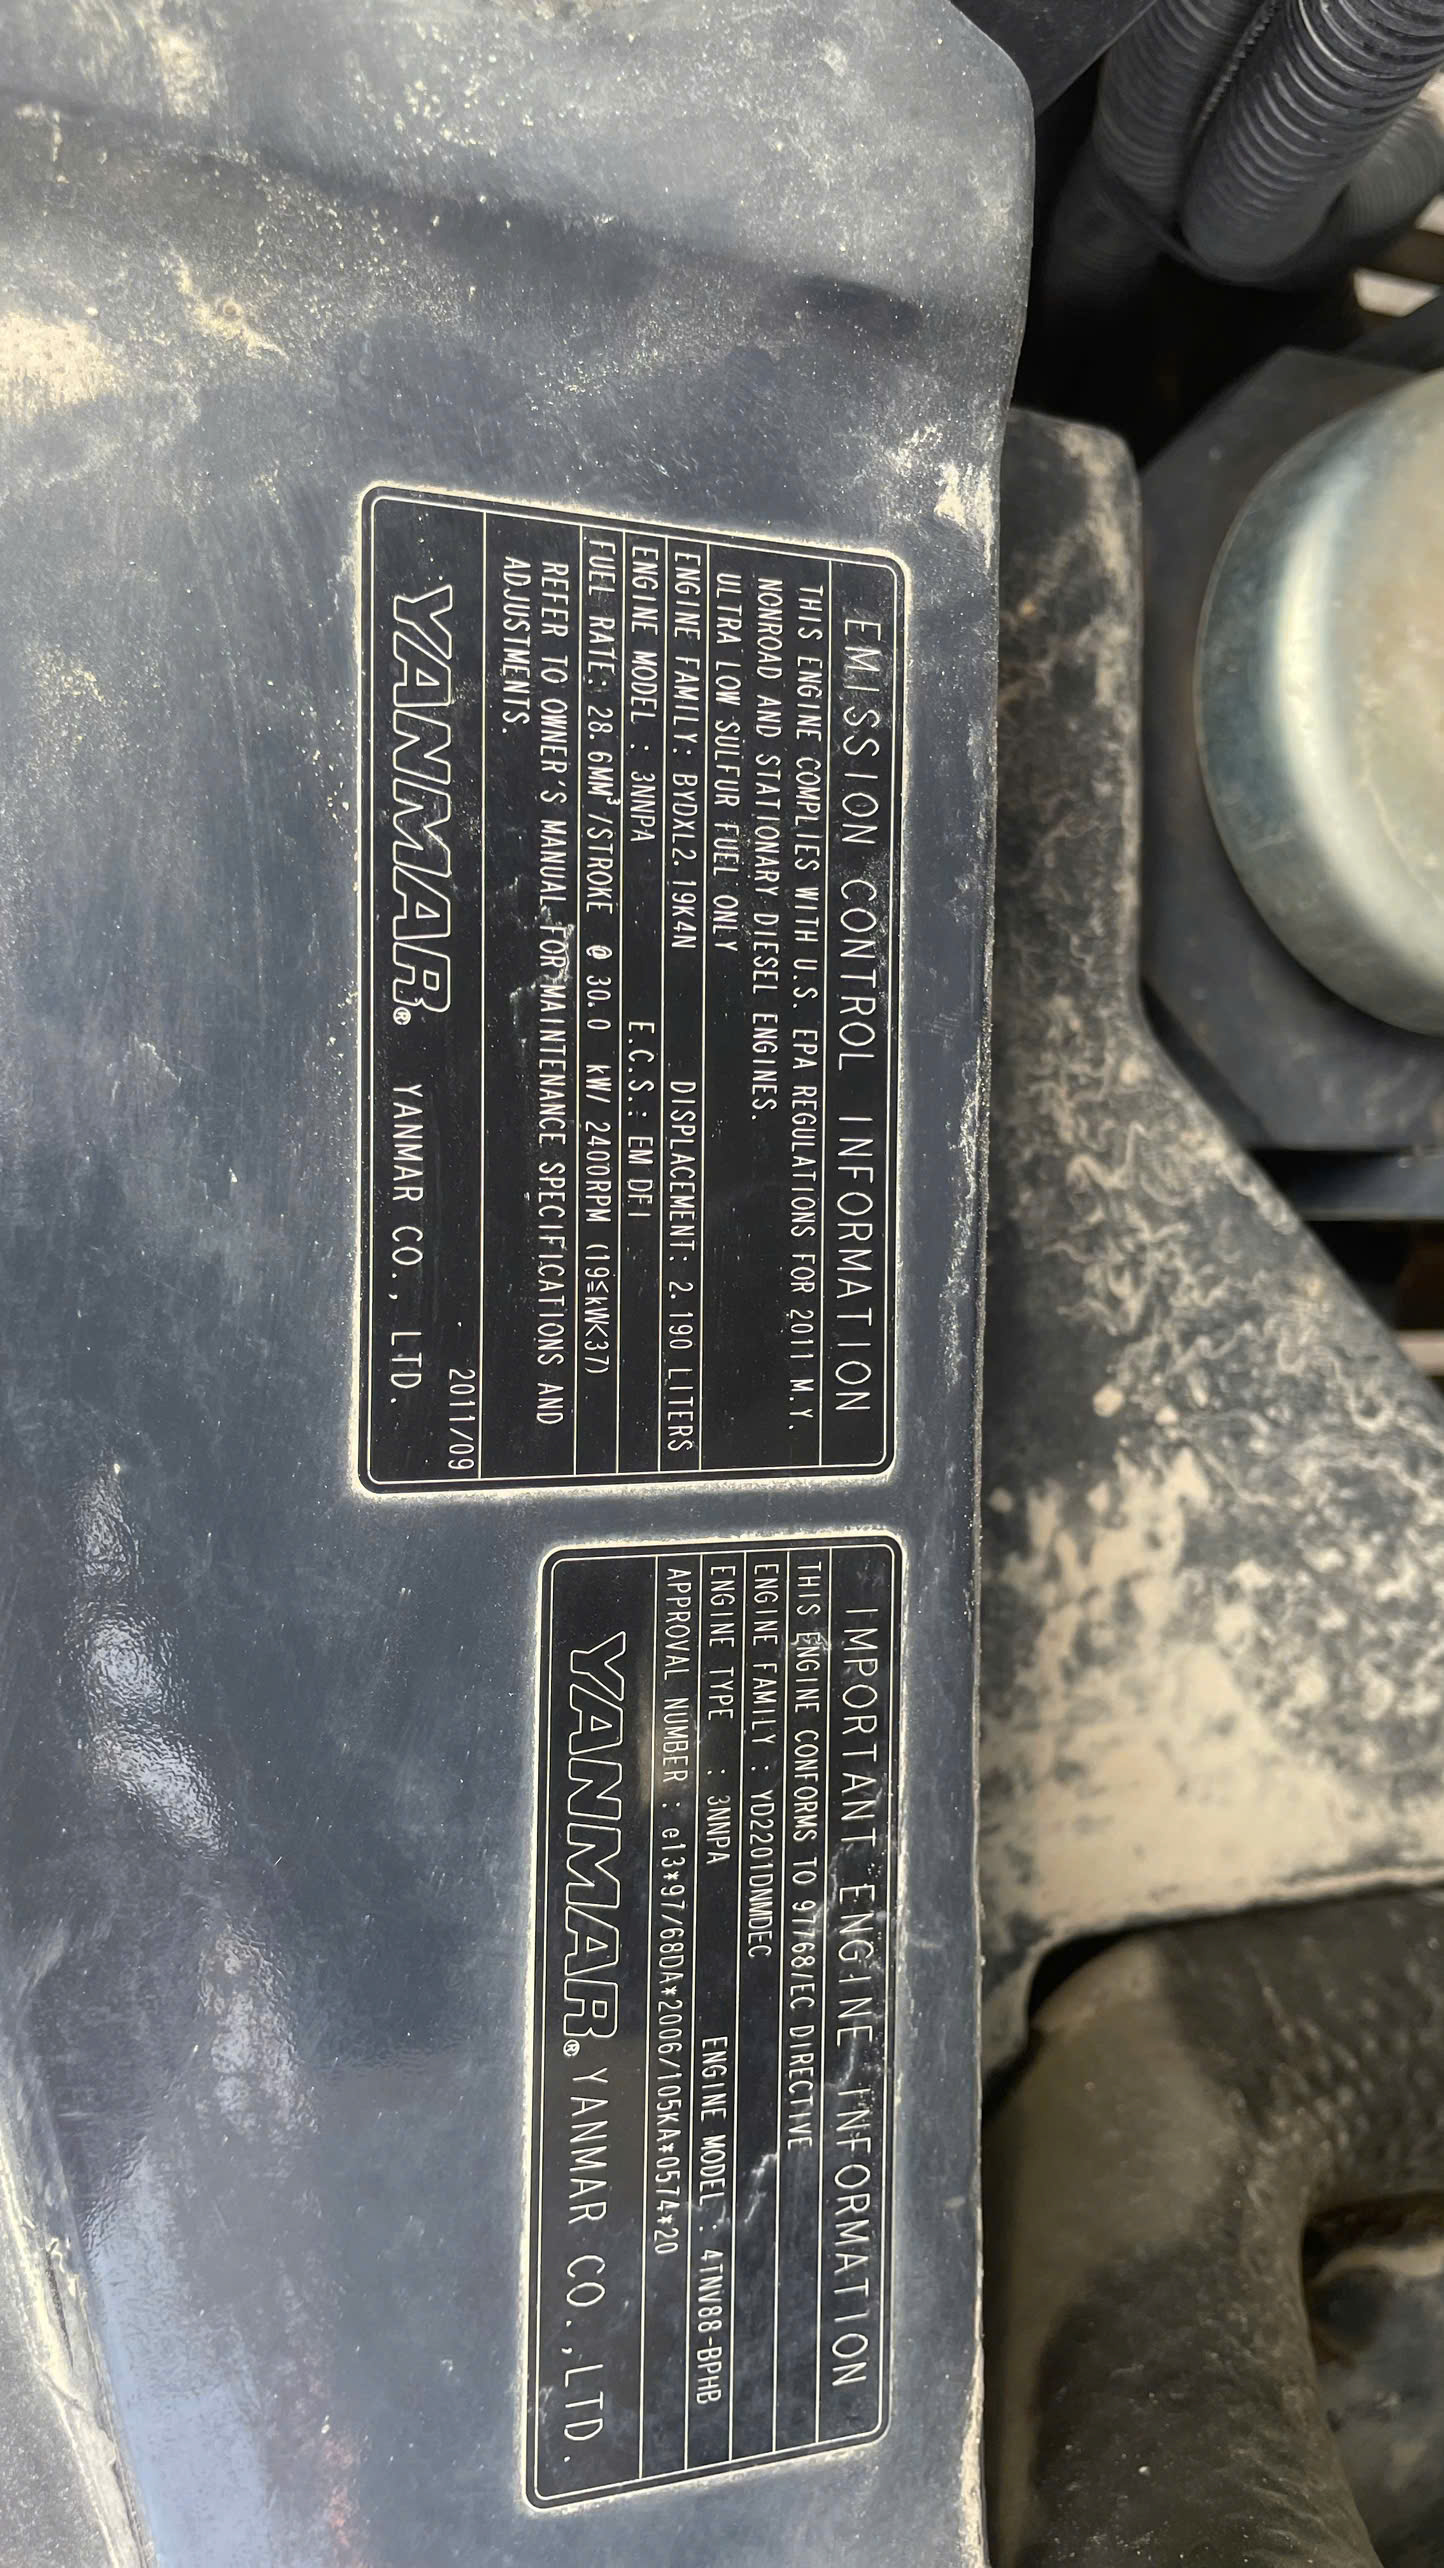 EMISSION CONTROL INFORMATION
THIS ENGINE COMPLIES WITH U.S. EPA REGULATIONS FOR 2011 M.Y.
NONROAD AND STATIONARY DIESEL ENGINES.
ULTRA LOW SULFUR FUEL ONLY
ENGINE FAMILY: BYDXL2.19K4N DISPLACEMENT: 2.190 LITERS
ENGINE MODEL : 3NNPA E.C.S.: EM DFI
FUEL RATE: 28.6MM³/STROKE @ 30.0 kW/ 2400RPM (19≤kW<37)
REFER TO OWNER'S MANUAL FOR MAINTENANCE SPECIFICATIONS AND
ADJUSTMENTS.
2011/09
YANMAR® YANMAR CO., LTD.
IMPORTANT ENGINE INFORMATION
THIS ENGINE CONFORMS TO 97/68/EC DIRECTIVE
ENGINE FAMILY : YD2201DNMDEC
ENGINE TYPE : 3NNPA ENGINE MODEL : 4TNV88-BPHB
APPROVAL NUMBER : e13*97/68DA*2006/105KA*0574*20
YANMAR® YANMAR CO.,LTD.